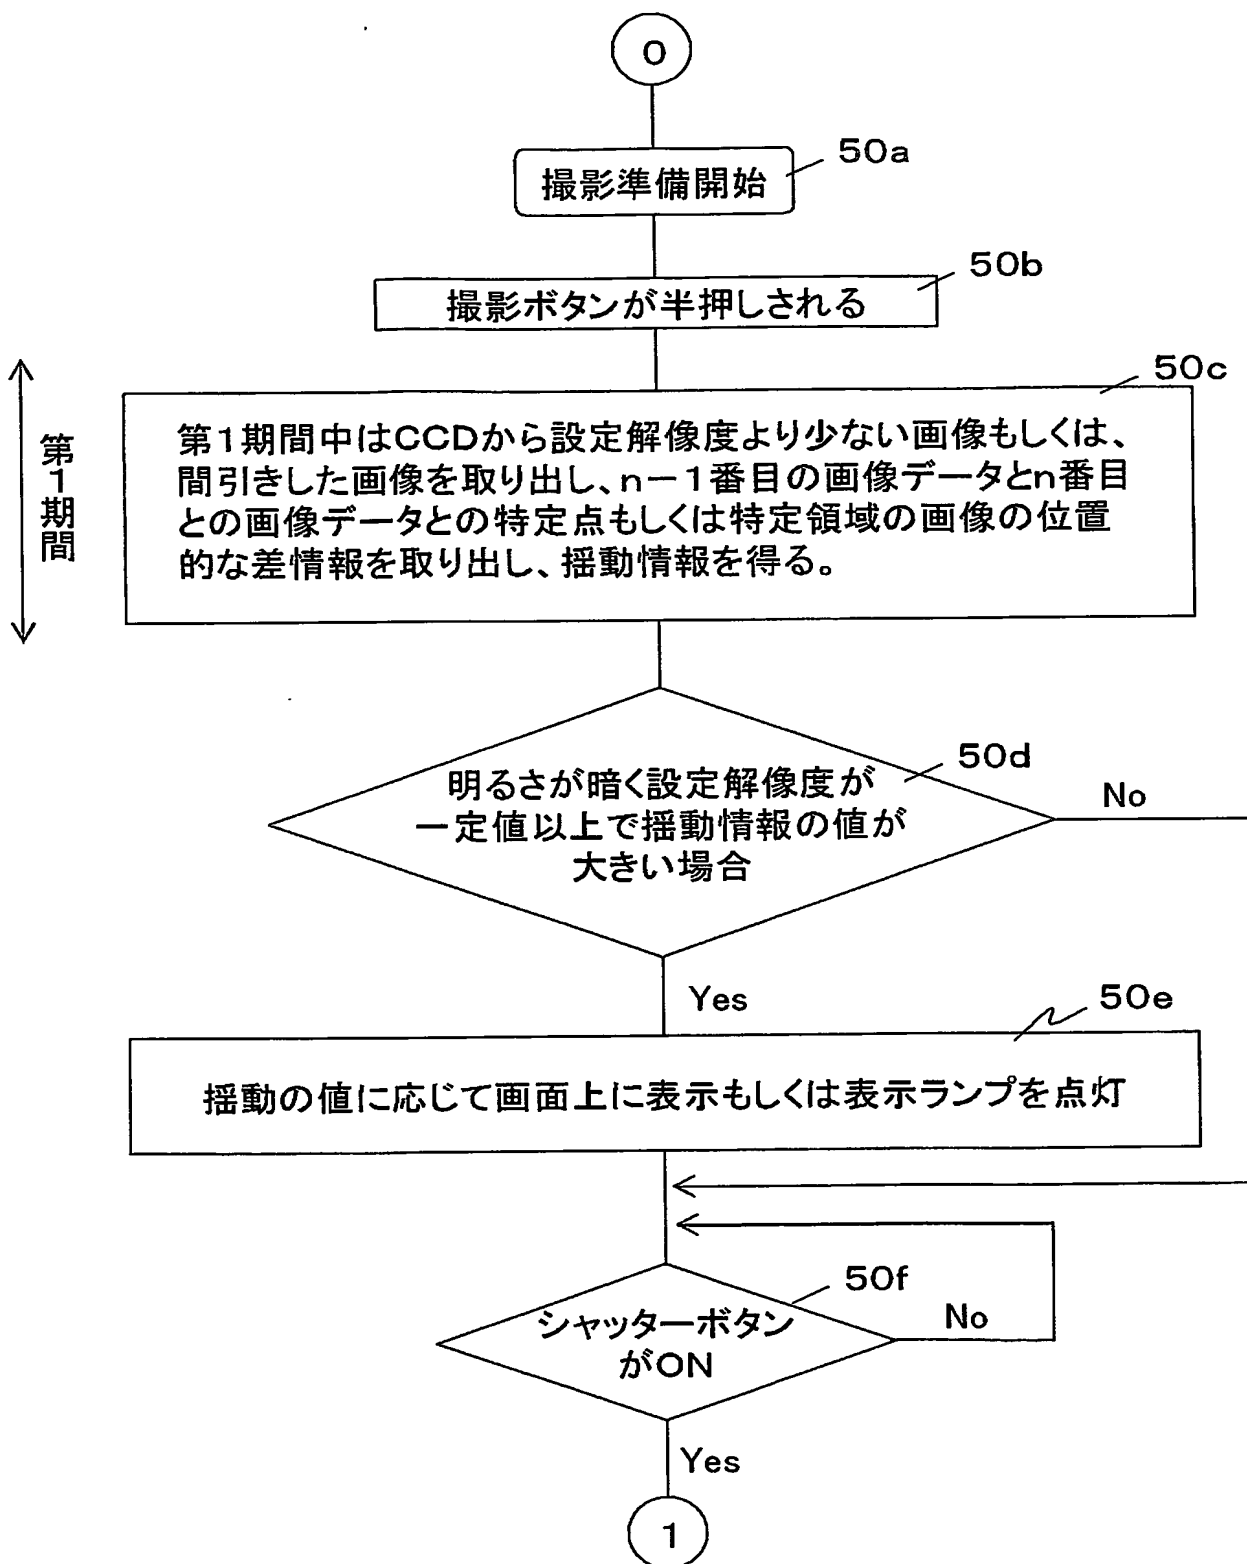 0
撮影準備開始
50a
撮影ボタンが半押しされる
50b
50c
第1期間
第1期間中はCCDから設定解像度より少ない画像もしくは、
間引きした画像を取り出し、n－1番目の画像データとn番目
との画像データとの特定点もしくは特定領域の画像の位置
的な差情報を取り出し、揺動情報を得る。
50d
明るさが暗く設定解像度が
一定値以上で揺動情報の値が
大きい場合
No
Yes
50e
揺動の値に応じて画面上に表示もしくは表示ランプを点灯
50f
シャッターボタン
がON
No
Yes
1